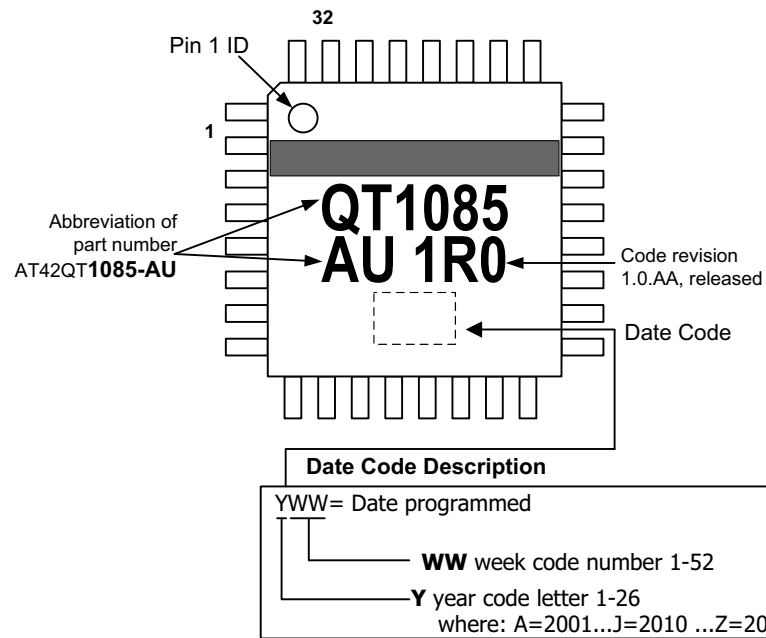 32
Pin 1 ID
1
QT1085
AU 1R0
Abbreviation of
part number
AT42QT1085-AU
Code revision
1.0.AA, released
Date Code
Date Code Description
YWW= Date programmed
WW week code number 1-52
Y year code letter 1-26
where: A=2001...J=2010 ...Z=20